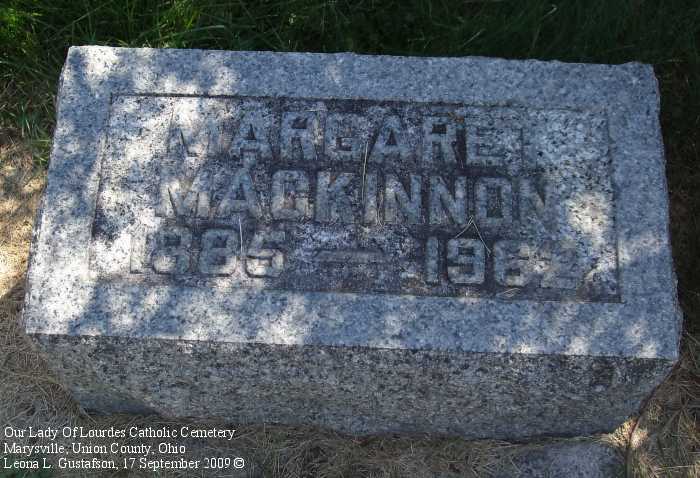 MARGARET
MACKINNON
1885 — 1962
Our Lady Of Lourdes Catholic Cemetery
Marysville, Union County, Ohio
Leona L. Gustafson, 17 September 2009 ©